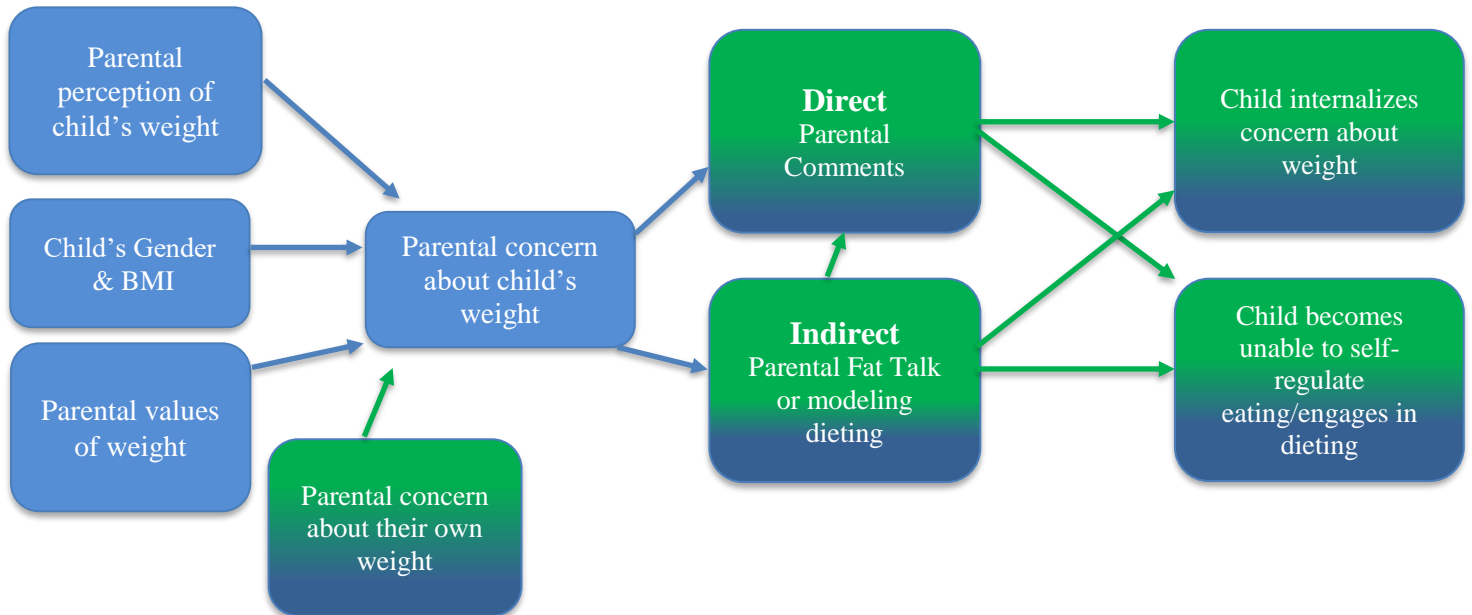 Parental
perception of
child's weight
Child's Gender
& BMI
Parental values
of weight
Parental concern
about their own
weight
Parental concern
about child's
weight
Direct
Parental
Comments
Indirect
Parental Fat Talk
or modeling
dieting
Child internalizes
concern about
weight
Child becomes
unable to self-
regulate
eating/engages in
dieting